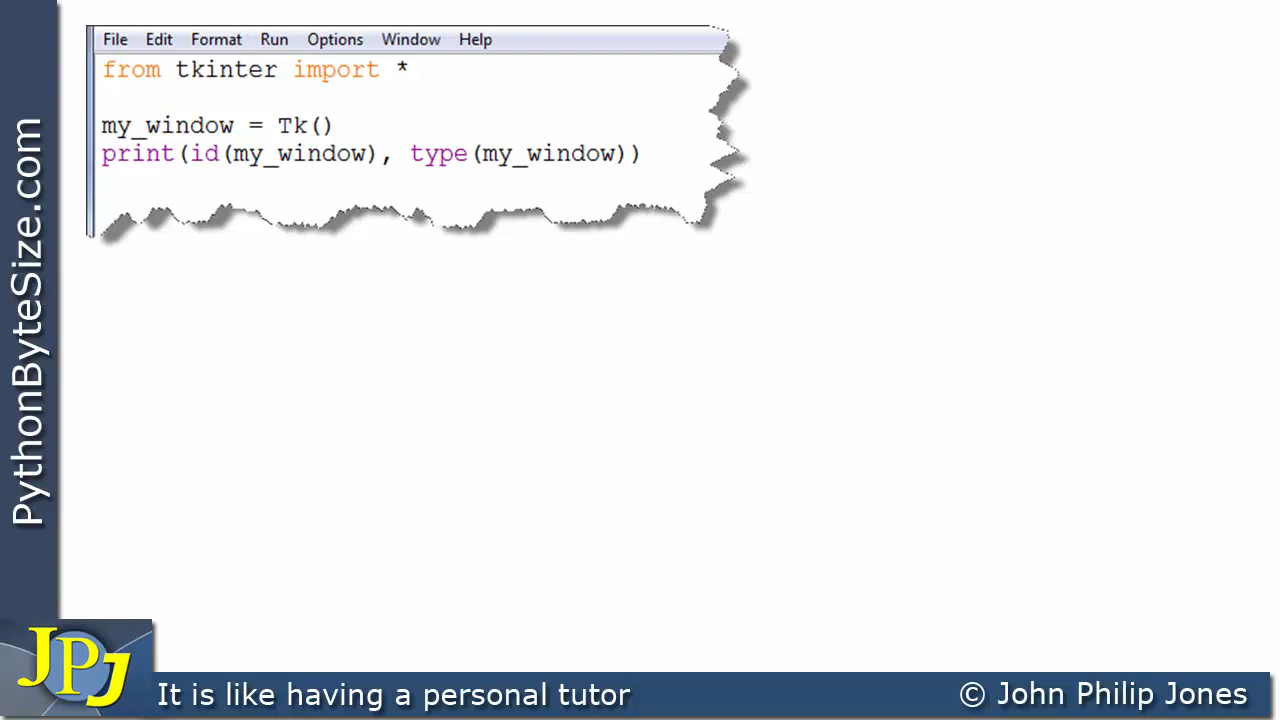 File Edit Format Run Options Window Help
from tkinter import *
my_window = Tk()
print(id(my_window), type(my_window))
PythonByteSize.com
JPJ
It is like having a personal tutor
© John Philip Jones